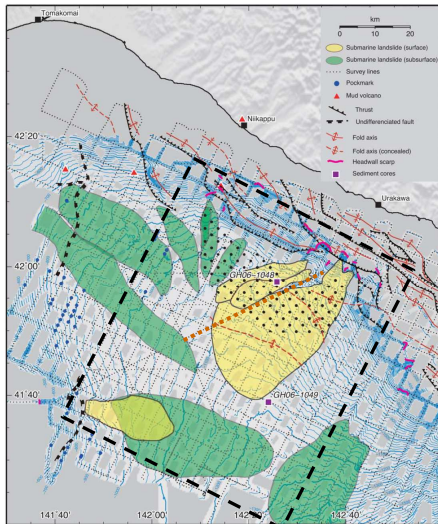 Tomakomai
km
0 10 20
Submarine landslide (surface)
Submarine landslide (subsurface)
Survey lines
Pockmark
Mud volcano
Thrust
Undifferenciated fault
Fold axis
Fold axis (concealed)
Headwall scarp
Sediment cores
Niikappu
42°20'
Urakawa
42°00'
GH06-1048
41°40'
GH06-1049
141°40' 142°00' 142°20' 142°40'